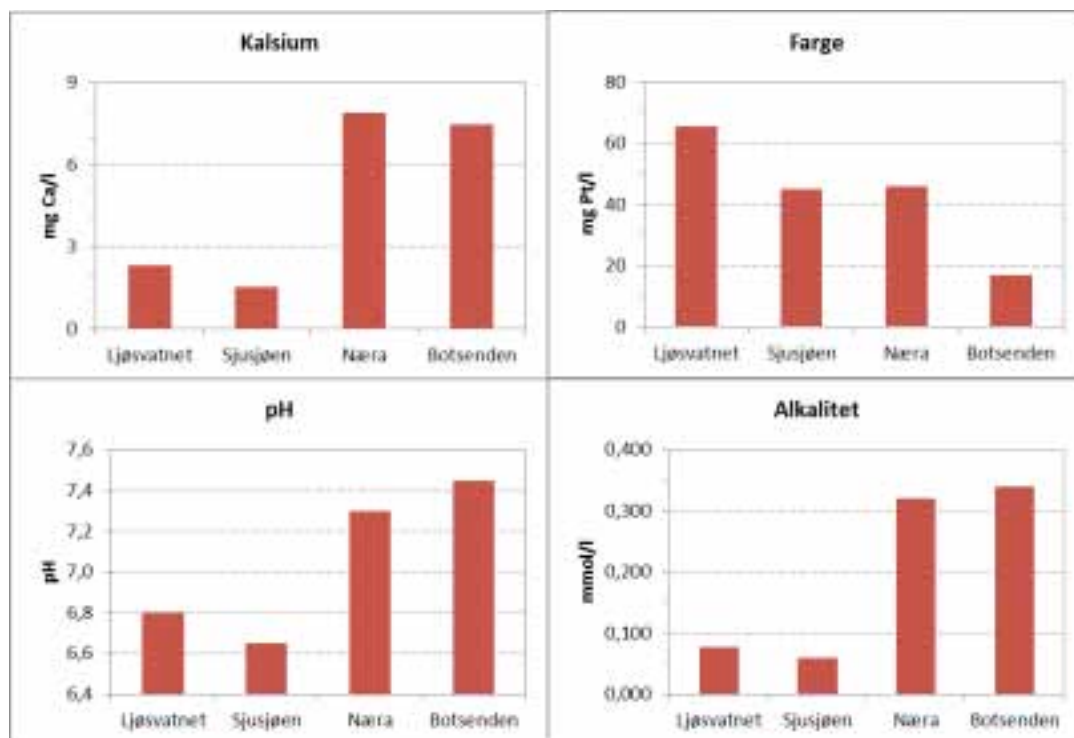 Kalsium
mg Ca/l
9
6
3
0
Ljøsvatnet Sjusjøen Næra Botsenden
Farge
mg Pt/l
80
60
40
20
0
Ljøsvatnet Sjusjøen Næra Botsenden
pH
pH
7,6
7,4
7,2
7,0
6,8
6,6
6,4
Ljøsvatnet Sjusjøen Næra Botsenden
Alkalitet
mmol/l
0,400
0,300
0,200
0,100
0,000
Ljøsvatnet Sjusjøen Næra Botsenden